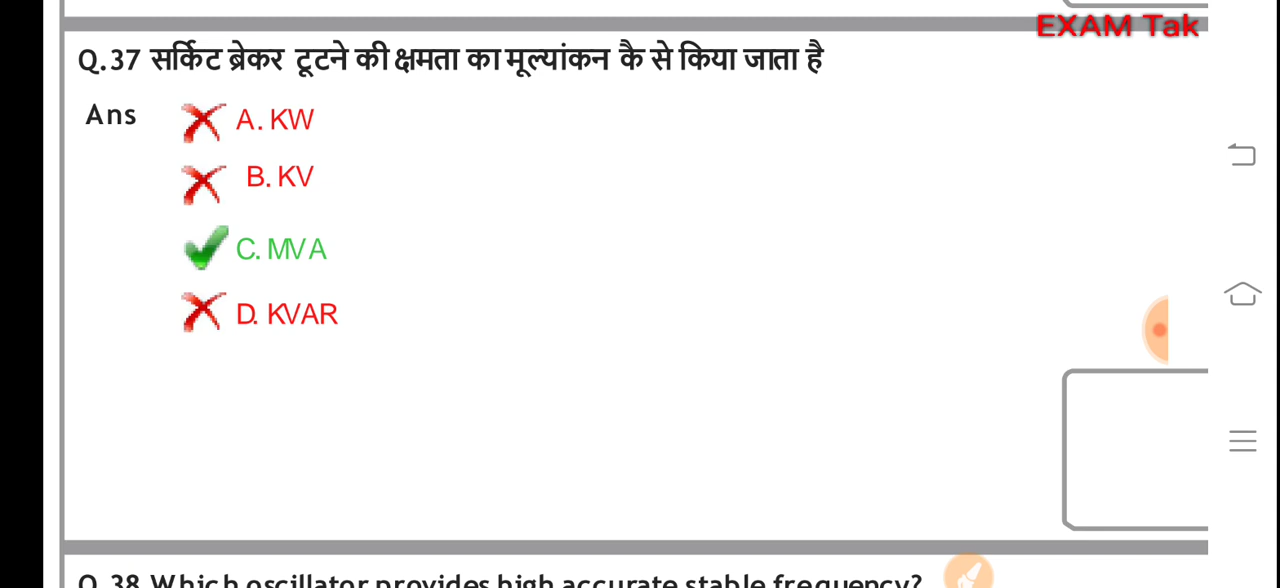 EXAM Tak
Q.37 सर्किट ब्रेकर टूटने की क्षमता का मूल्यांकन कै से किया जाता है
Ans A. KW
B. KV
C. MVA
D. KVAR
Q.38 Which oscillator provides high accurate stable frequency?